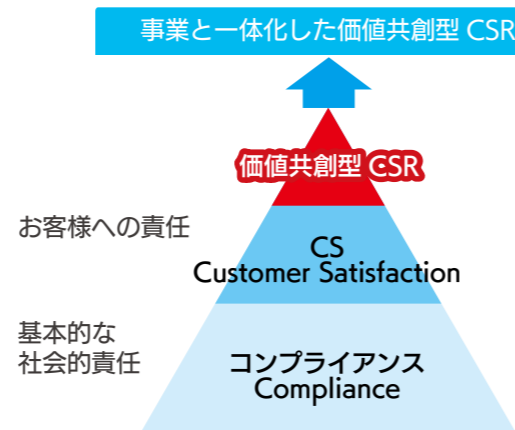 事業と一体化した価値共創型 CSR
価値共創型 CSR
お客様への責任
CS
Customer Satisfaction
基本的な
社会的責任
コンプライアンス
Compliance